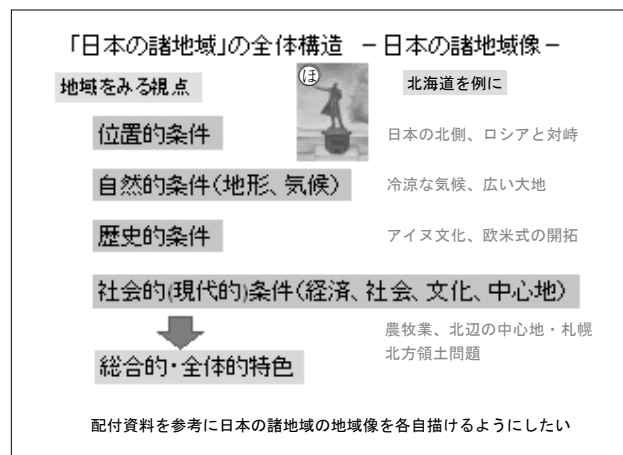 「日本の諸地域」の全体構造 －日本の諸地域像－
地域をみる視点
ほ
北海道を例に
位置的条件
日本の北側、ロシアと対峙
自然的条件(地形、気候)
冷涼な気候、広い大地
歴史的条件
アイヌ文化、欧米式の開拓
社会的(現代的)条件(経済、社会、文化、中心地)
農牧業、北辺の中心地・札幌
北方領土問題
総合的・全体的特色
配付資料を参考に日本の諸地域の地域像を各自描けるようにしたい